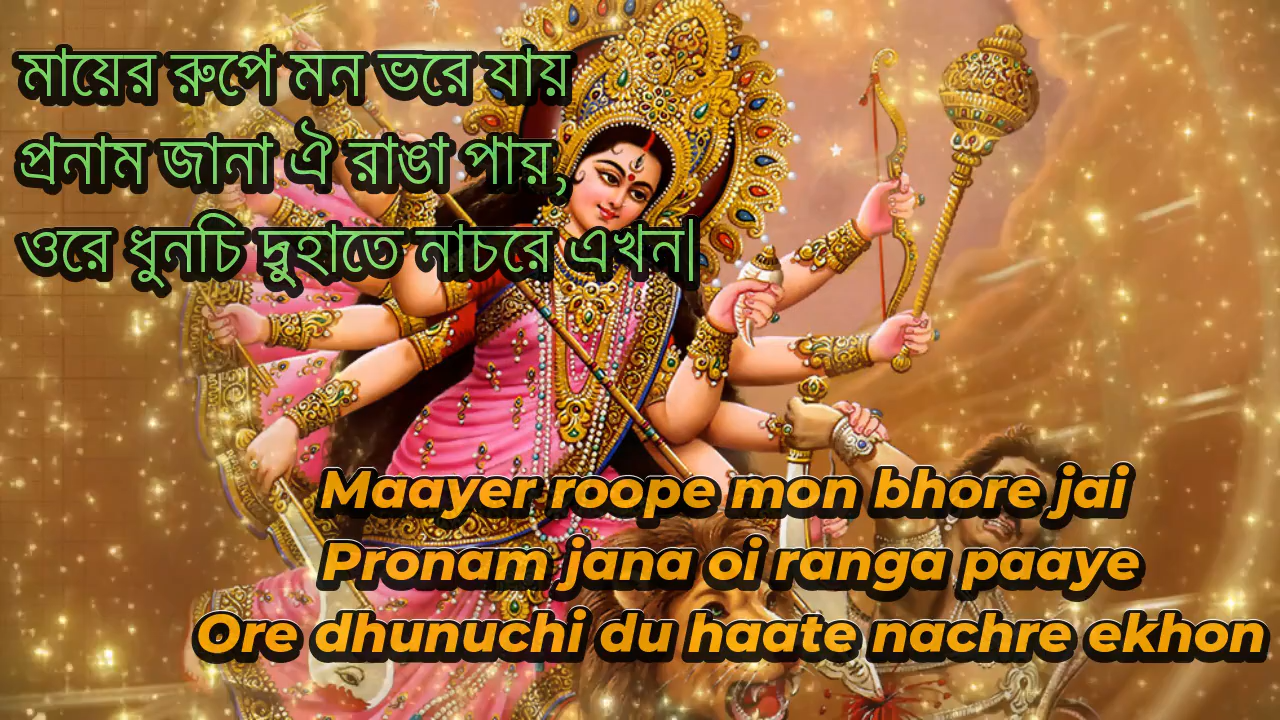 মায়ের রুপে মন ভরে যায়
প্রনাম জানা ঐ রাঙা পায়,
ওরে ধুনচি দুহাতে নাচরে এখন|
Maayer roope mon bhore jai
Pronam jana oi ranga paaye
Ore dhunuchi du haate nachre ekhon